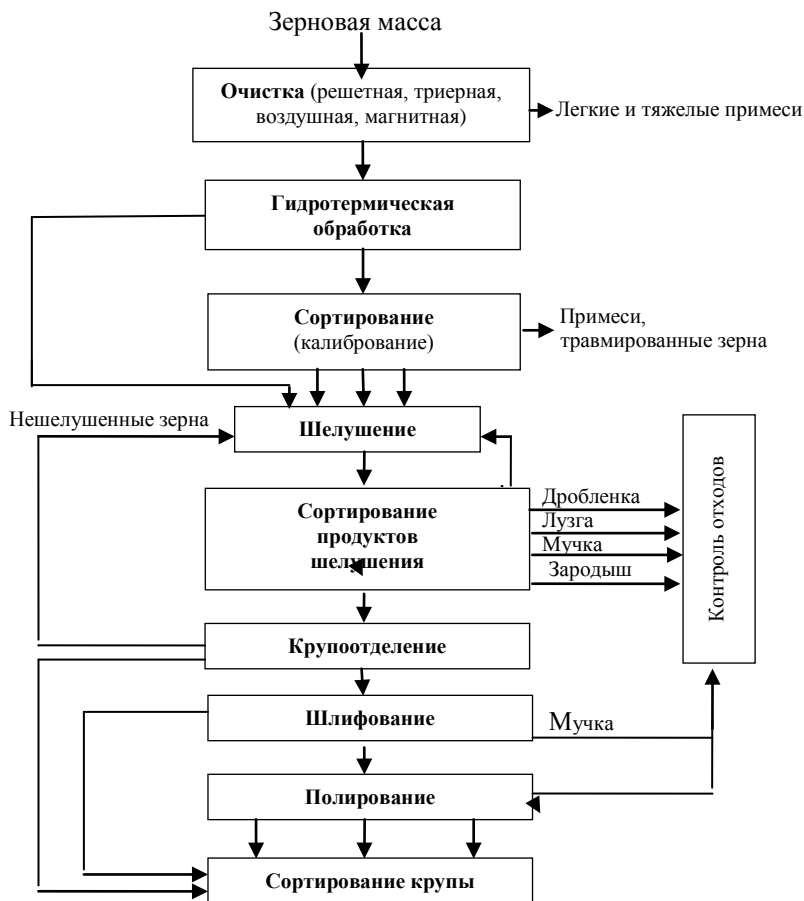 Зерновая масса
Очистка (решетная, триерная,
воздушная, магнитная)
Легкие и тяжелые примеси
Гидротермическая
обработка
Сортирование
(калибрование)
Примеси,
травмированные зерна
Нешелушенные зерна
Шелушение
Сортирование
продуктов
шелушения
Дробленка
Лузга
Мучка
Зародыш
Контроль отходов
Крупоотделение
Шлифование
Мучка
Полирование
Сортирование крупы